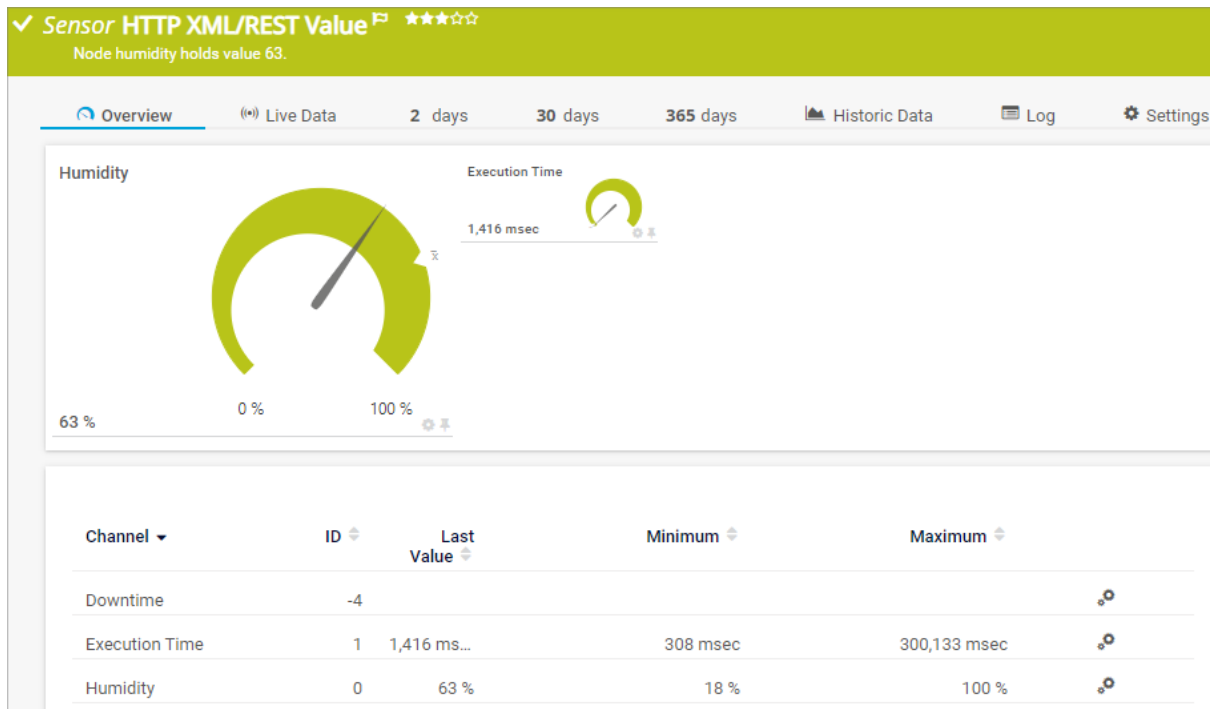 Sensor HTTP XML/REST Value
Node humidity holds value 63.
Overview Live Data 2 days 30 days 365 days Historic Data Log Settings
Humidity
Execution Time
1,416 msec
x̄
0 % 100 %
63 %
Channel ID Last Value Minimum Maximum
Downtime -4
Execution Time 1 1,416 ms... 308 msec 300,133 msec
Humidity 0 63 % 18 % 100 %